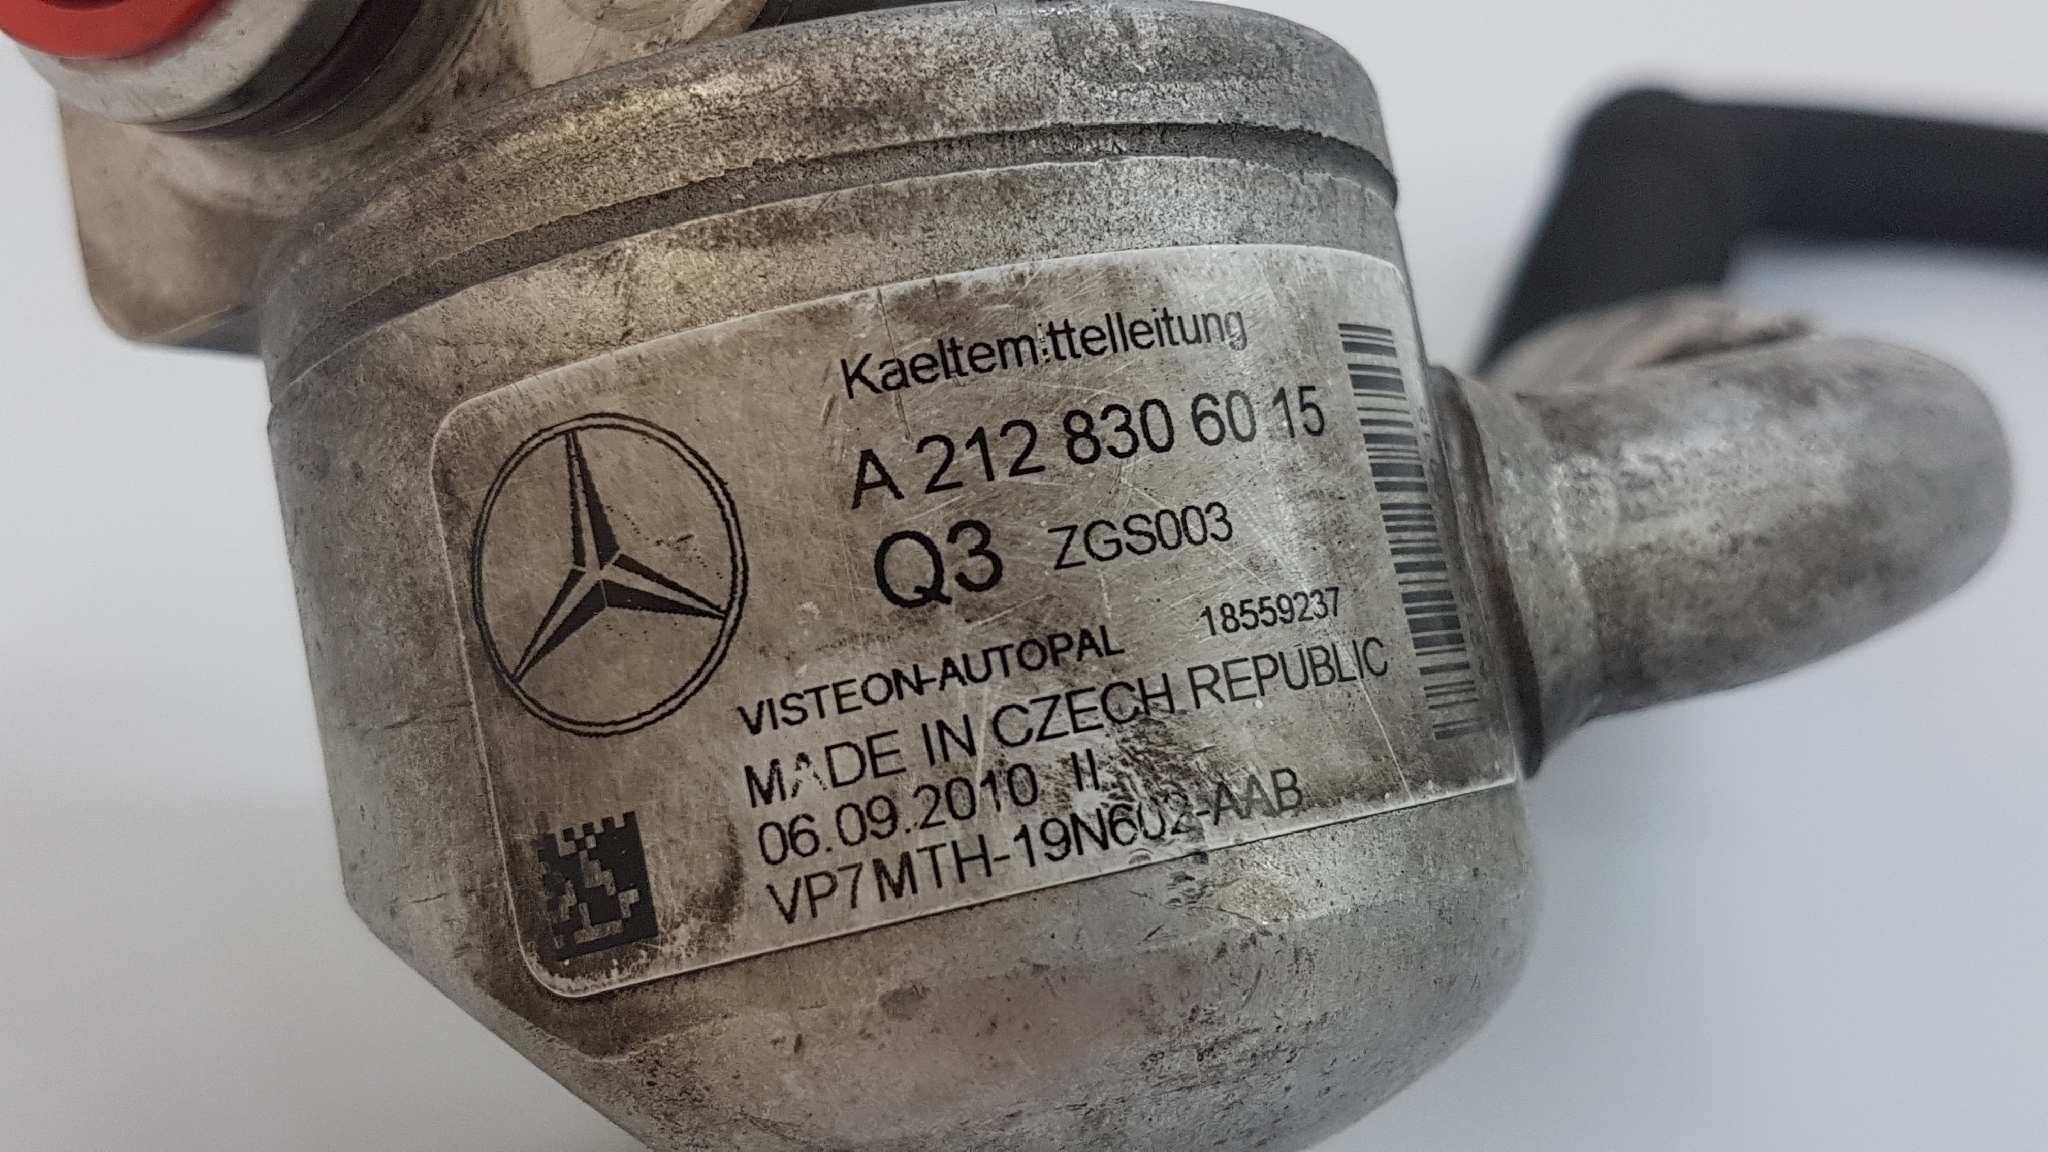 Kaeltemittelleitung
A 212 830 60 15
Q3 ZGS003
VISTEON-AUTOPAL 18559237
MADE IN CZECH REPUBLIC
06.09.2010 II
VP7MTH-19N602-AAB